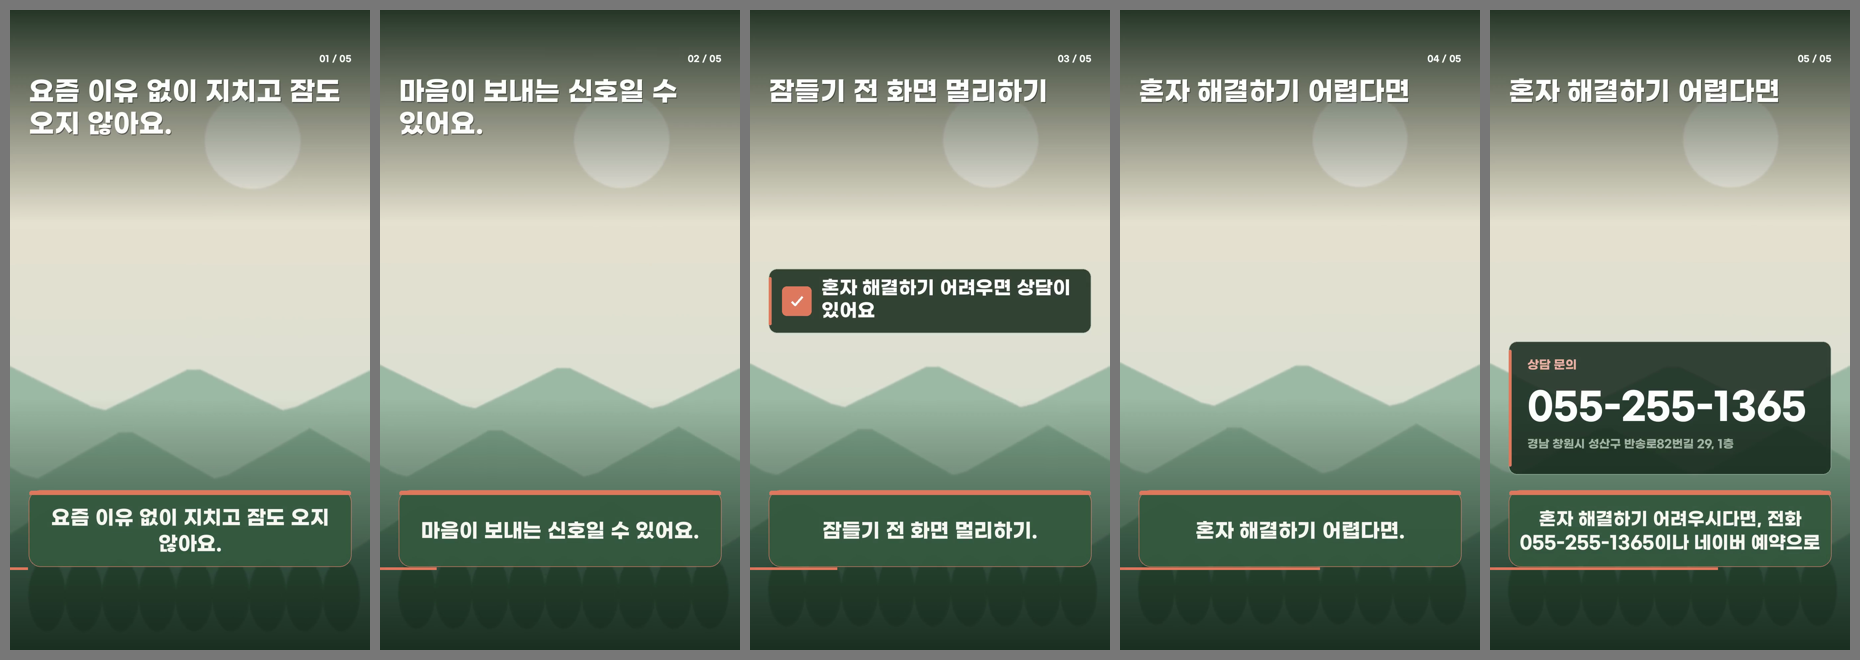 01 / 05
요즘 이유 없이 지치고 잠도
오지 않아요.
요즘 이유 없이 지치고 잠도 오지
않아요.
02 / 05
마음이 보내는 신호일 수
있어요.
마음이 보내는 신호일 수 있어요.
03 / 05
잠들기 전 화면 멀리하기
혼자 해결하기 어려우면 상담이
있어요
잠들기 전 화면 멀리하기.
04 / 05
혼자 해결하기 어렵다면
혼자 해결하기 어렵다면.
05 / 05
혼자 해결하기 어렵다면
상담 문의
055-255-1365
경남 창원시 성산구 반송로82번길 29, 1층
혼자 해결하기 어려우시다면, 전화
055-255-1365이나 네이버 예약으로